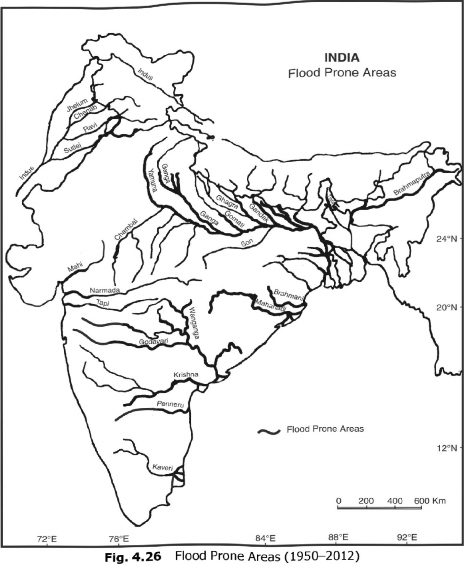 INDIA
Flood Prone Areas
Indus
Jhelum
Chenab
Ravi
Sutlej
Indus
Ganga
Yamuna
Ghagra
Gomati
Gandak
Ganga
Brahmaputra
Chambal
Son
24°N
Mahi
Narmada
Tapi
Brahmani
Mahanadi
20°N
Wainganga
Godavari
Krishna
Penneru
Flood Prone Areas
12°N
Kaveri
0 200 400 600 Km
72°E 76°E 84°E 88°E 92°E
Fig. 4.26 Flood Prone Areas (1950–2012)